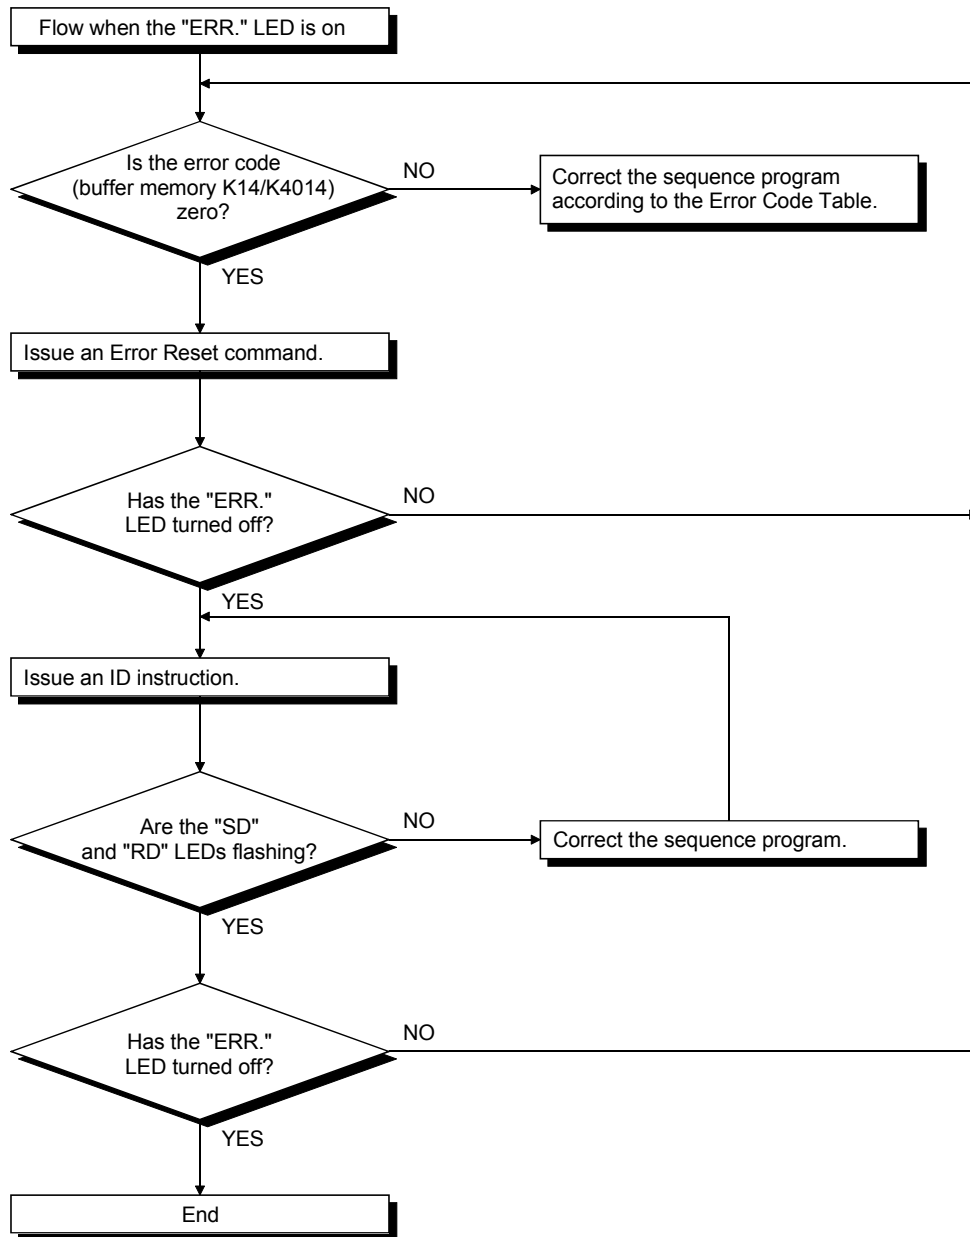 Flow when the "ERR." LED is on
Is the error code
(buffer memory K14/K4014)
zero?
NO
Correct the sequence program
according to the Error Code Table.
YES
Issue an Error Reset command.
Has the "ERR."
LED turned off?
NO
YES
Issue an ID instruction.
Are the "SD"
and "RD" LEDs flashing?
NO
Correct the sequence program.
YES
Has the "ERR."
LED turned off?
NO
YES
End